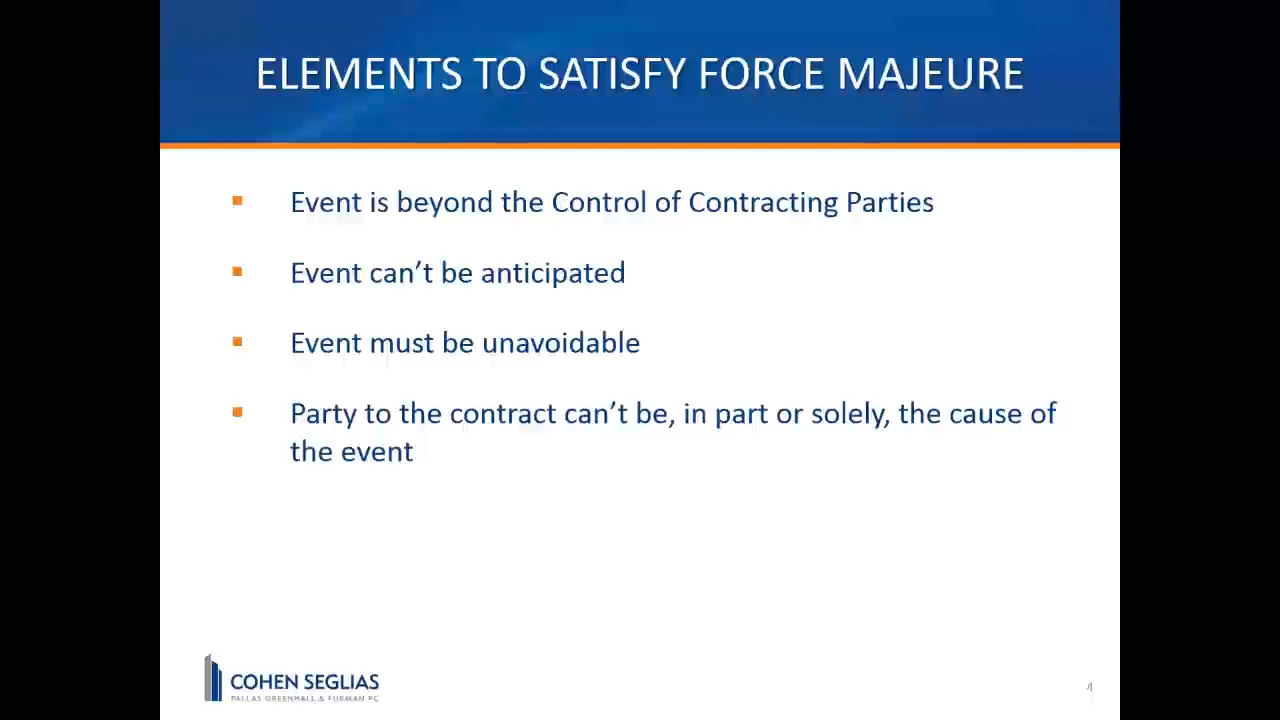 ELEMENTS TO SATISFY FORCE MAJEURE
Event is beyond the Control of Contracting Parties
Event can’t be anticipated
Event must be unavoidable
Party to the contract can’t be, in part or solely, the cause of
the event
COHEN SEGLIAS
PALLAS GREENHALL & FURMAN PC
4